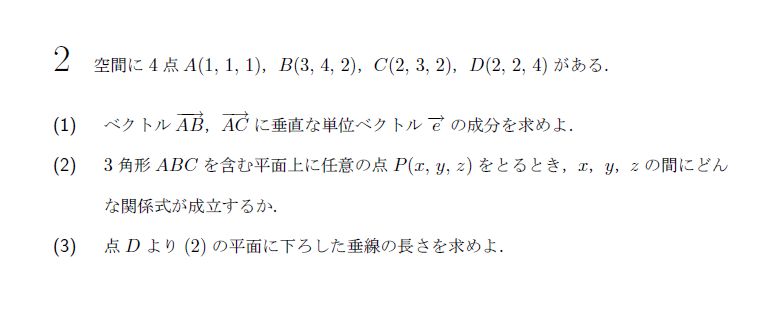 2 空間に 4 点 A(1, 1, 1), B(3, 4, 2), C(2, 3, 2), D(2, 2, 4) がある.
(1) ベクトル $\overrightarrow{AB}$, $\overrightarrow{AC}$ に垂直な単位ベクトル $\overrightarrow{e}$ の成分を求めよ.
(2) 3 角形 ABC を含む平面上に任意の点 P(x, y, z) をとるとき, x, y, z の間にどん
な関係式が成立するか.
(3) 点 D より (2) の平面に下ろした垂線の長さを求めよ.